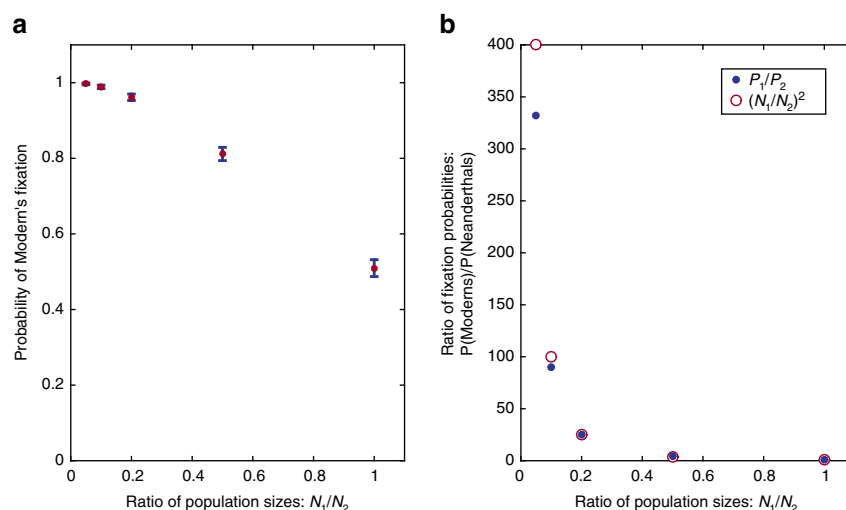 a
Probability of Modern's fixation
1
0.8
0.6
0.4
0.2
0
0 0.2 0.4 0.6 0.8 1
Ratio of population sizes: N₁/N₂
b
Ratio of fixation probabilities:
P(Moderns)/P(Neanderthals)
400
350
300
250
200
150
100
50
0
P₁/P₂
(N₁/N₂)²
0 0.2 0.4 0.6 0.8 1
Ratio of population sizes: N₁/N₂